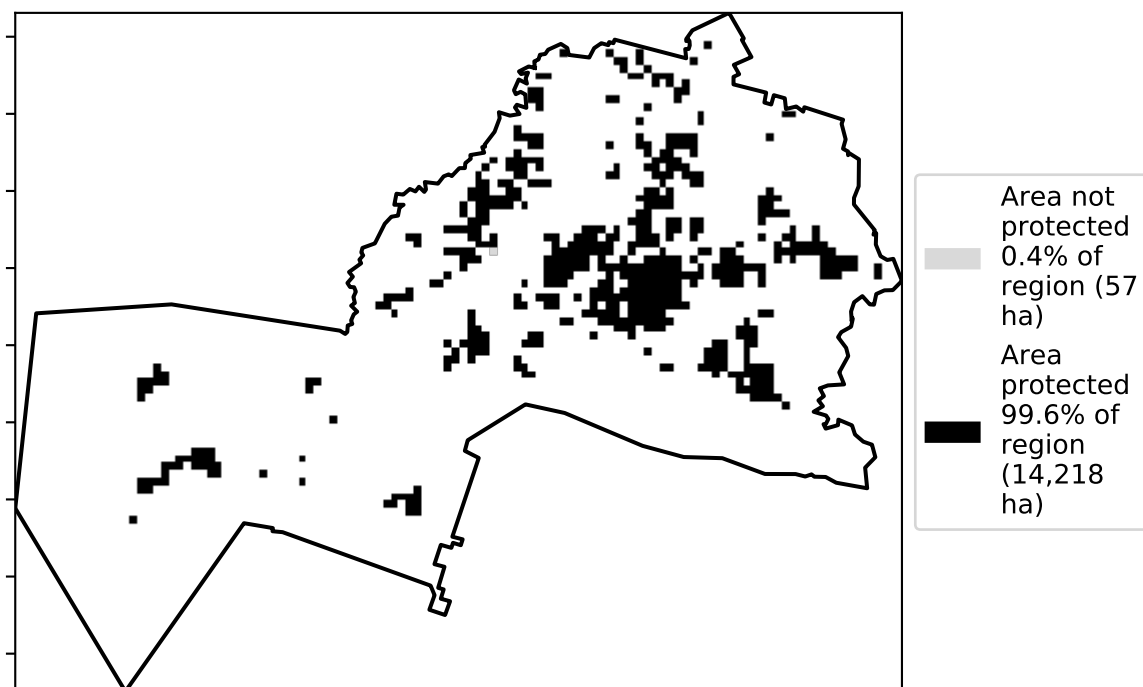 Area not
protected
0.4% of
region (57
ha)
Area
protected
99.6% of
region
(14,218
ha)